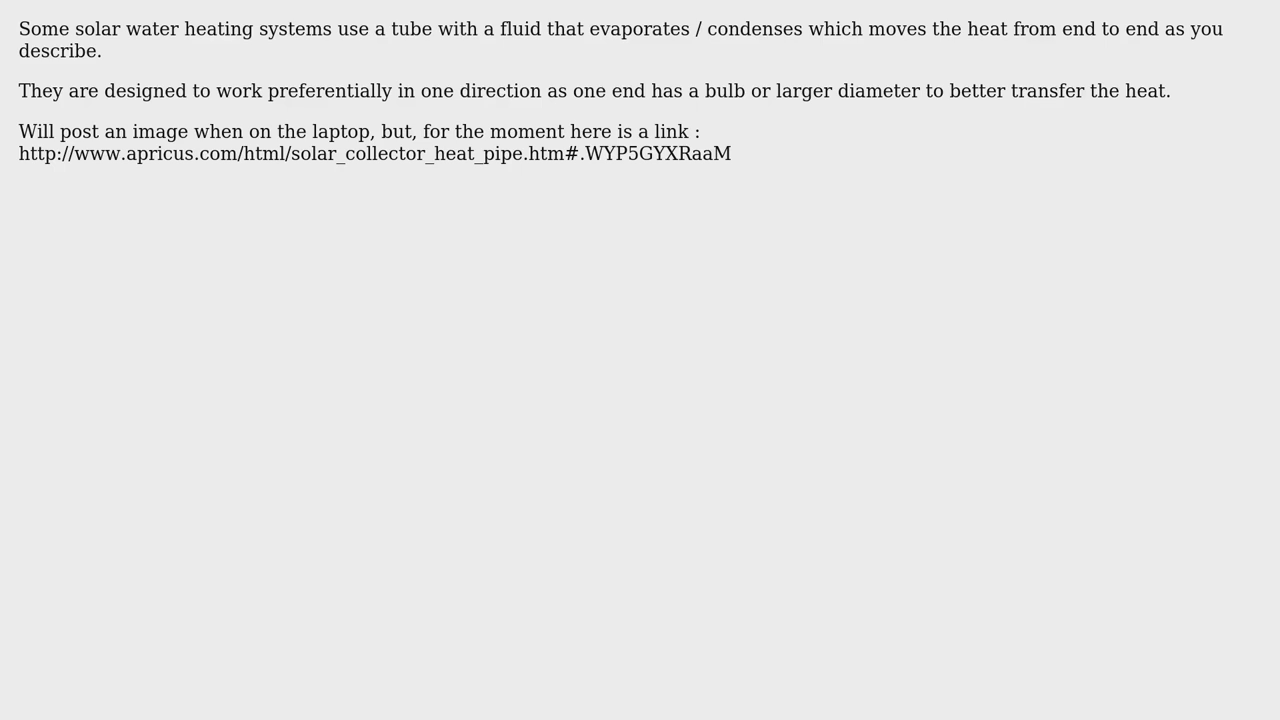 Some solar water heating systems use a tube with a fluid that evaporates / condenses which moves the heat from end to end as you
describe.
They are designed to work preferentially in one direction as one end has a bulb or larger diameter to better transfer the heat.
Will post an image when on the laptop, but, for the moment here is a link :
http://www.apricus.com/html/solar_collector_heat_pipe.htm#.WYP5GYXRaaM